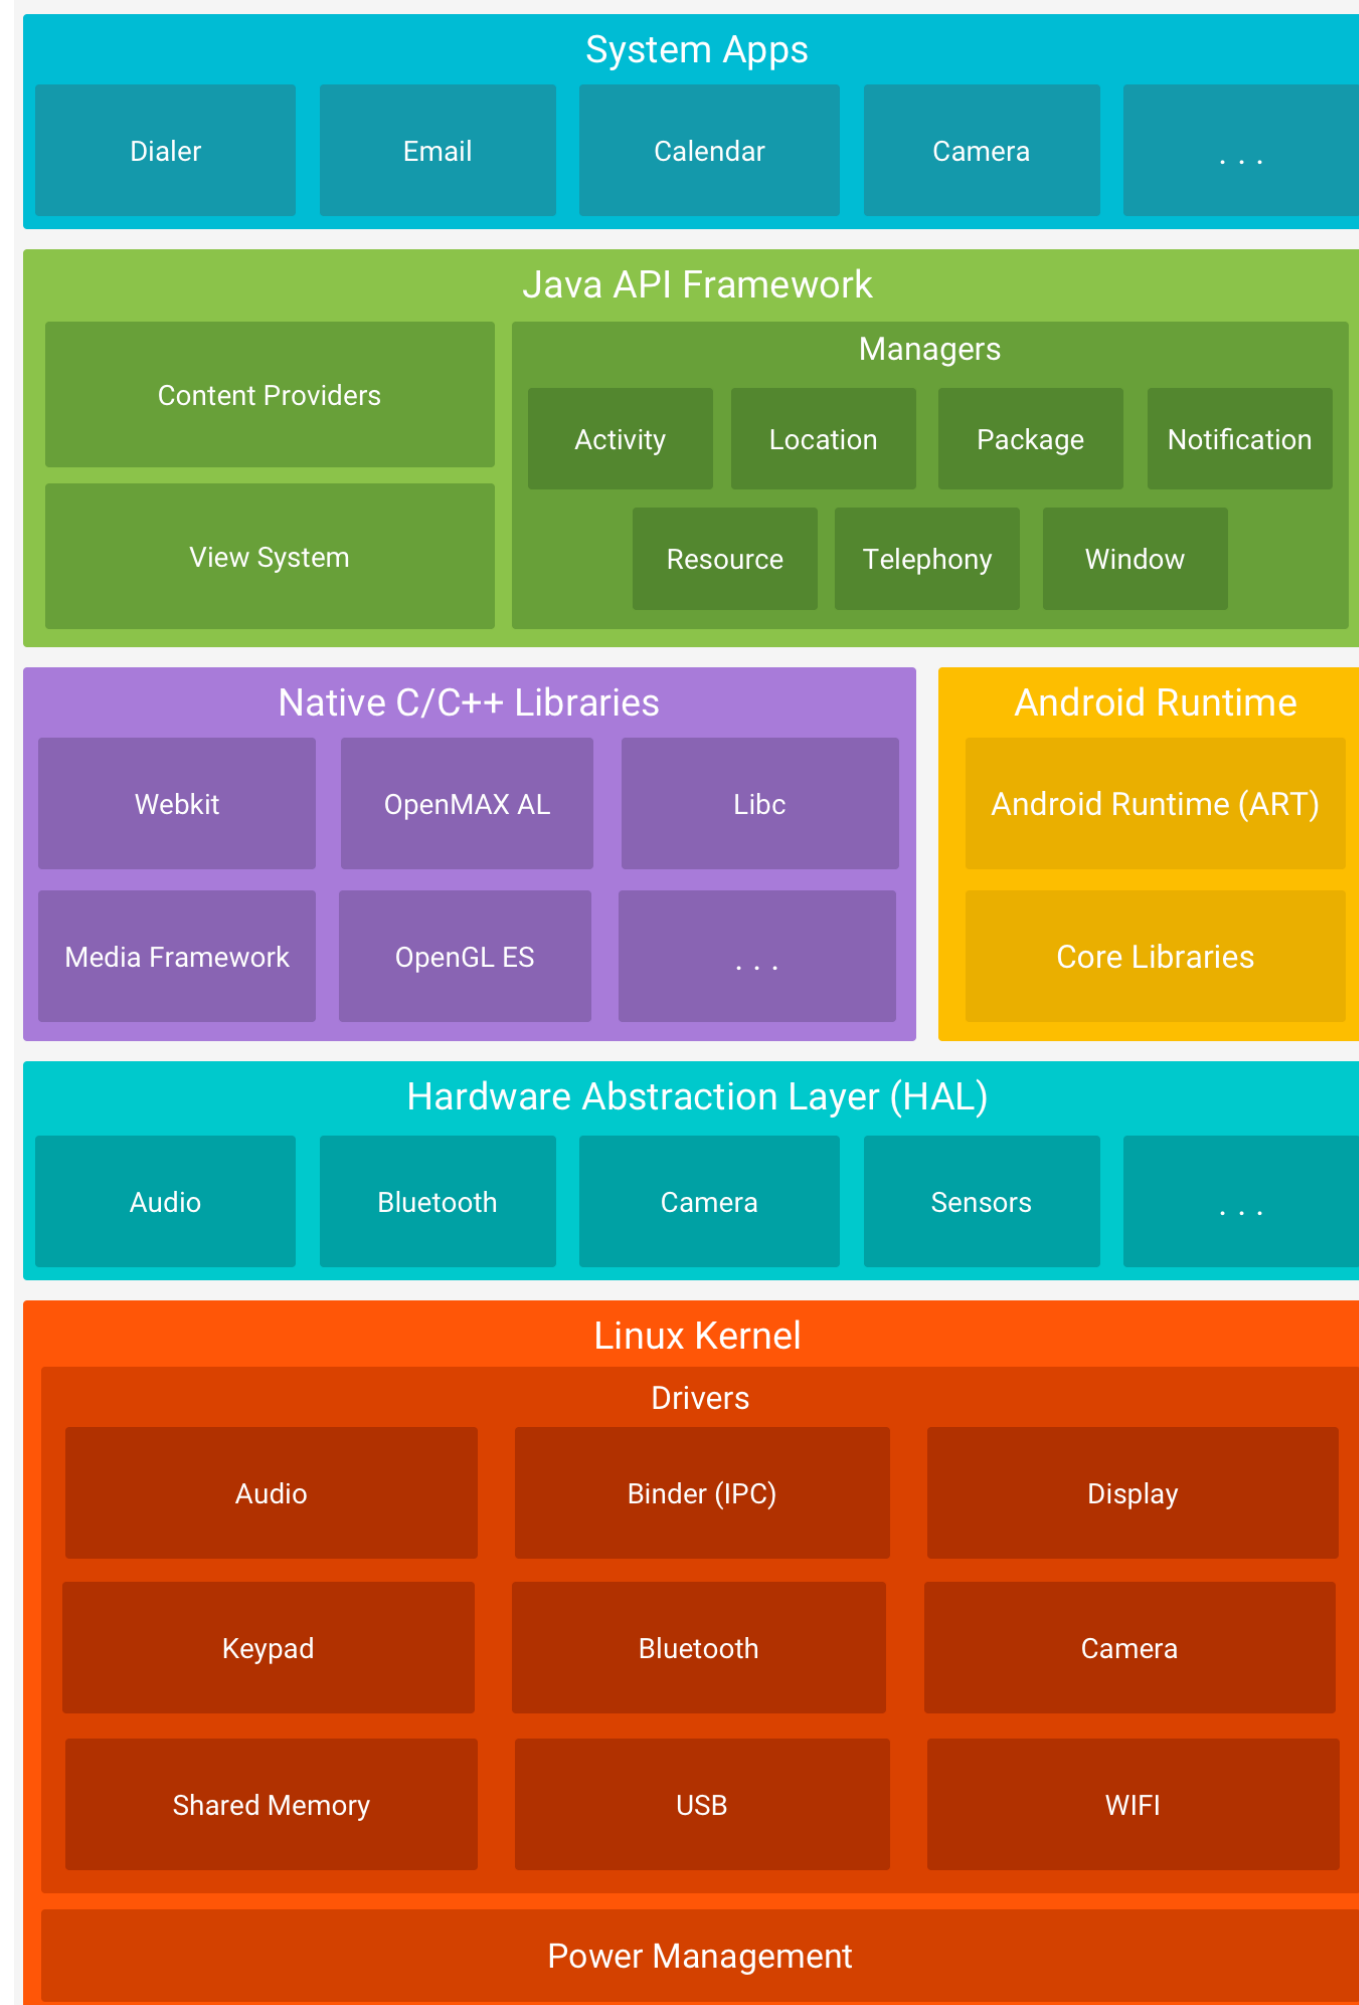 System Apps
Dialer
Email
Calendar
Camera
. . .
Java API Framework
Content Providers
View System
Managers
Activity
Location
Package
Notification
Resource
Telephony
Window
Native C/C++ Libraries
Webkit
OpenMAX AL
Libc
Media Framework
OpenGL ES
. . .
Android Runtime
Android Runtime (ART)
Core Libraries
Hardware Abstraction Layer (HAL)
Audio
Bluetooth
Camera
Sensors
. . .
Linux Kernel
Drivers
Audio
Binder (IPC)
Display
Keypad
Bluetooth
Camera
Shared Memory
USB
WIFI
Power Management